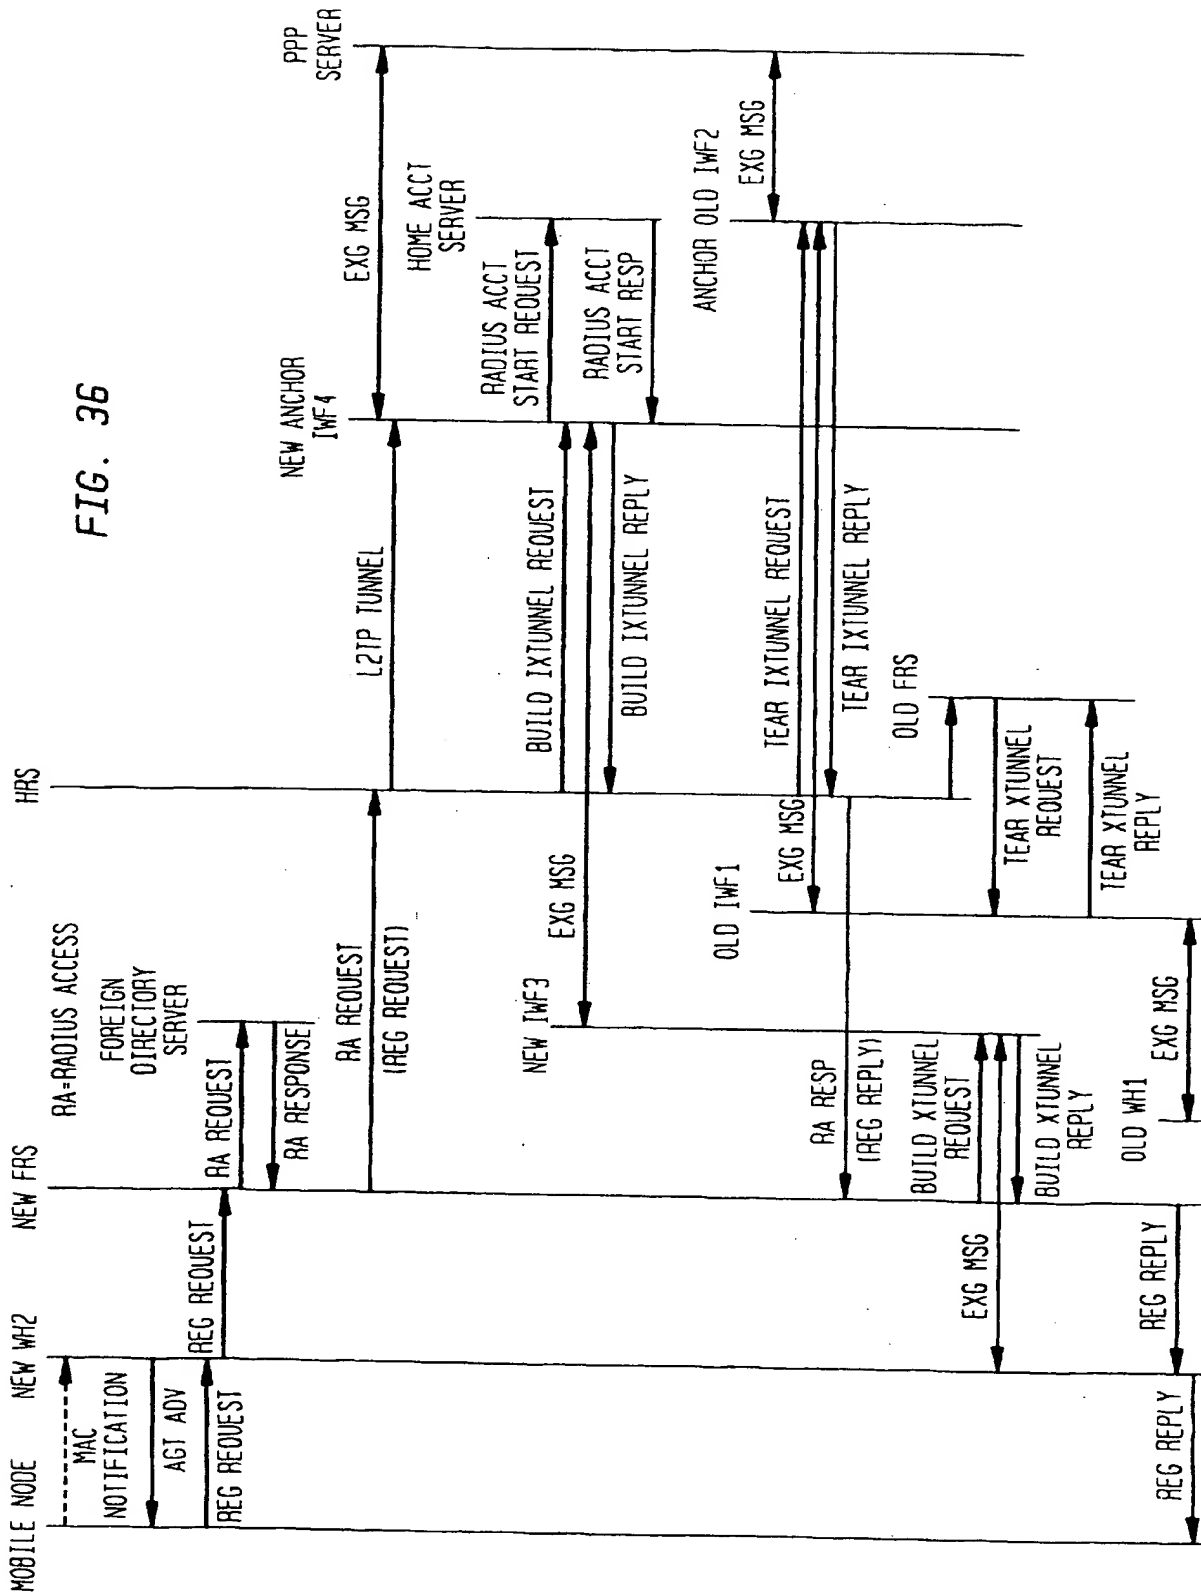 FIG. 36
MOBILE NODE
NEW WH2
NEW FRS
HRS
RA=RADIUS ACCESS
FOREIGN
DIRECTORY
SERVER
NEW ANCHOR
IWF4
HOME ACCT
SERVER
PPP
SERVER
MAC
NOTIFICATION
AGT ADV
REG REQUEST
REG REQUEST
RA REQUEST
RA RESPONSE
RA REQUEST
(REG REQUEST)
L2TP TUNNEL
EXG MSG
RADIUS ACCT
START REQUEST
BUILD IXTUNNEL REQUEST
NEW IWF3
EXG MSG
BUILD IXTUNNEL REPLY
RADIUS ACCT
START RESP
ANCHOR OLD IWF2
EXG MSG
OLD IWF1
TEAR IXTUNNEL REQUEST
EXG MSG
TEAR IXTUNNEL REPLY
RA RESP
(REG REPLY)
OLD FRS
BUILD XTUNNEL
REQUEST
EXG MSG
BUILD XTUNNEL
REPLY
TEAR XTUNNEL
REQUEST
TEAR XTUNNEL
REPLY
OLD WH1
EXG MSG
REG REPLY
REG REPLY